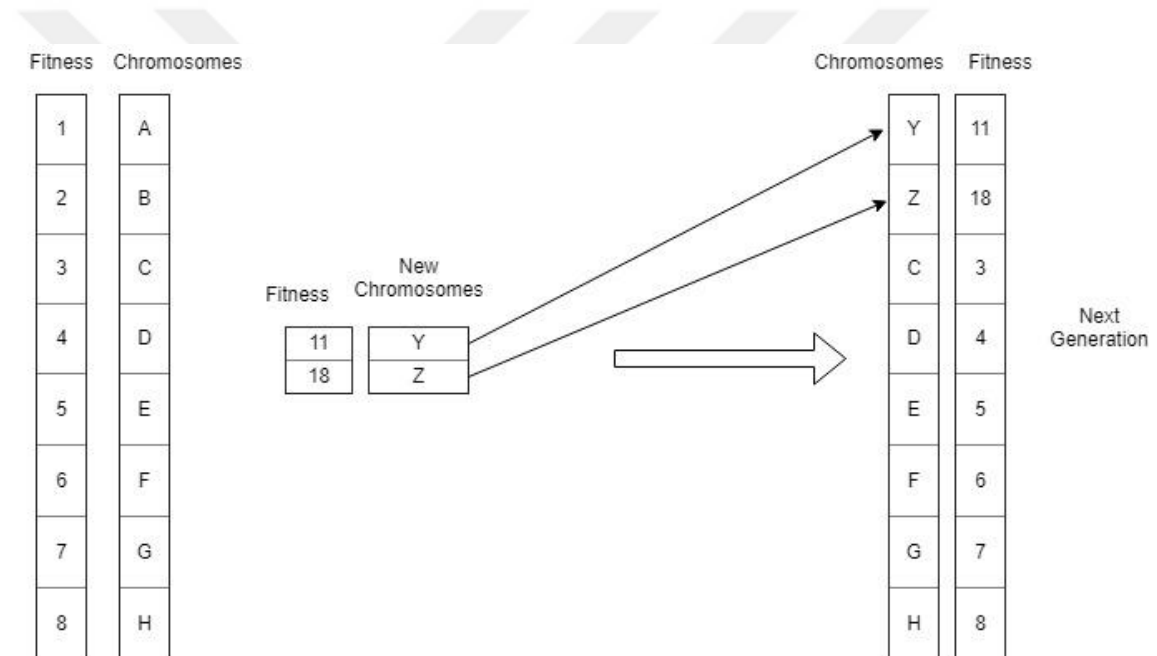 Fitness Chromosomes Chromosomes Fitness
1 A Y 11
2 B Z 18
3 C C 3
New
Chromosomes
Fitness
4 D D 4
Next
Generation
11 Y
18 Z
5 E E 5
6 F F 6
7 G G 7
8 H H 8